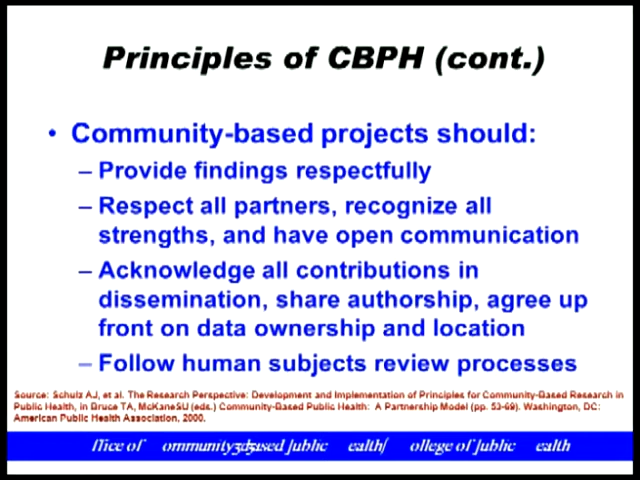 Principles of CBPH (cont.)
• Community-based projects should:
– Provide findings respectfully
– Respect all partners, recognize all
strengths, and have open communication
– Acknowledge all contributions in
dissemination, share authorship, agree up
front on data ownership and location
– Follow human subjects review processes
Source: Schulz AJ, et al. The Research Perspective: Development and Implementation of Principles for Community-Based Research in
Public Health, in Bruce TA, McKaneSU (eds.) Community-Based Public Health: A Partnership Model (pp. 53-69). Washington, DC:
American Public Health Association, 2000.
ffice of ommunity based ublic ealth/ ollege of ublic ealth